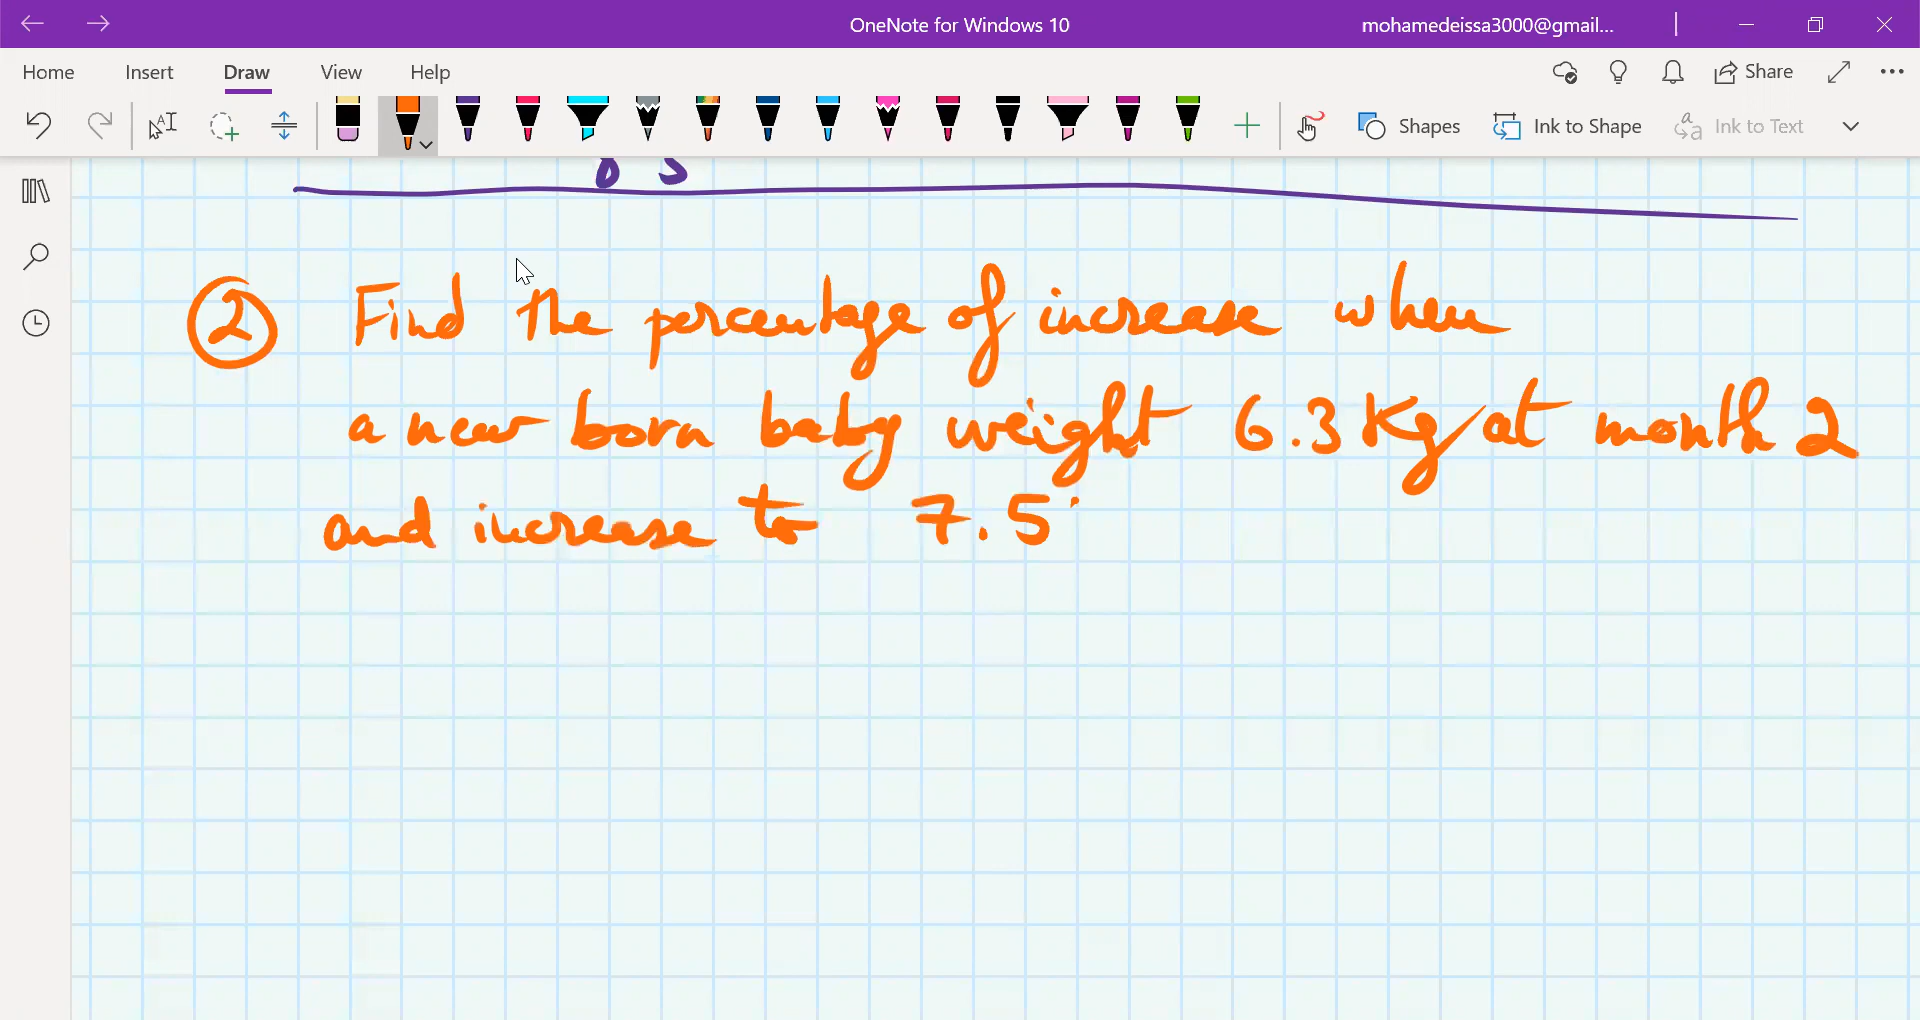 OneNote for Windows 10
mohamedeissa3000@gmail...
Home Insert Draw View Help
Share
Shapes Ink to Shape Ink to Text
2 Find the percentage of increase when
a new born baby weight 6.3 Kg at month 2
and increase to 7.5